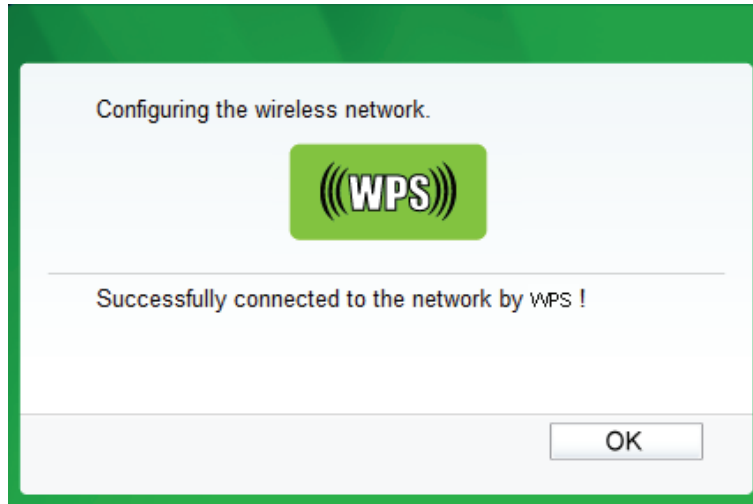 Configuring the wireless network.
(((WPS)))
Successfully connected to the network by WPS !
OK